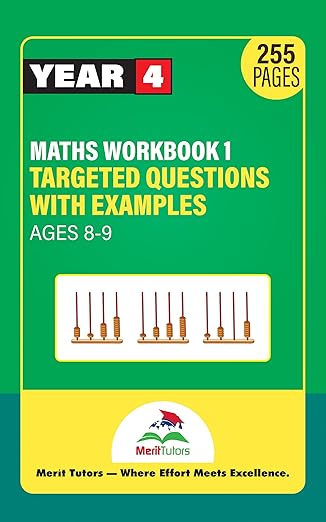 YEAR 4
255
PAGES
MATHS WORKBOOK 1
TARGETED QUESTIONS
WITH EXAMPLES
AGES 8-9
MeritTutors
Merit Tutors — Where Effort Meets Excellence.